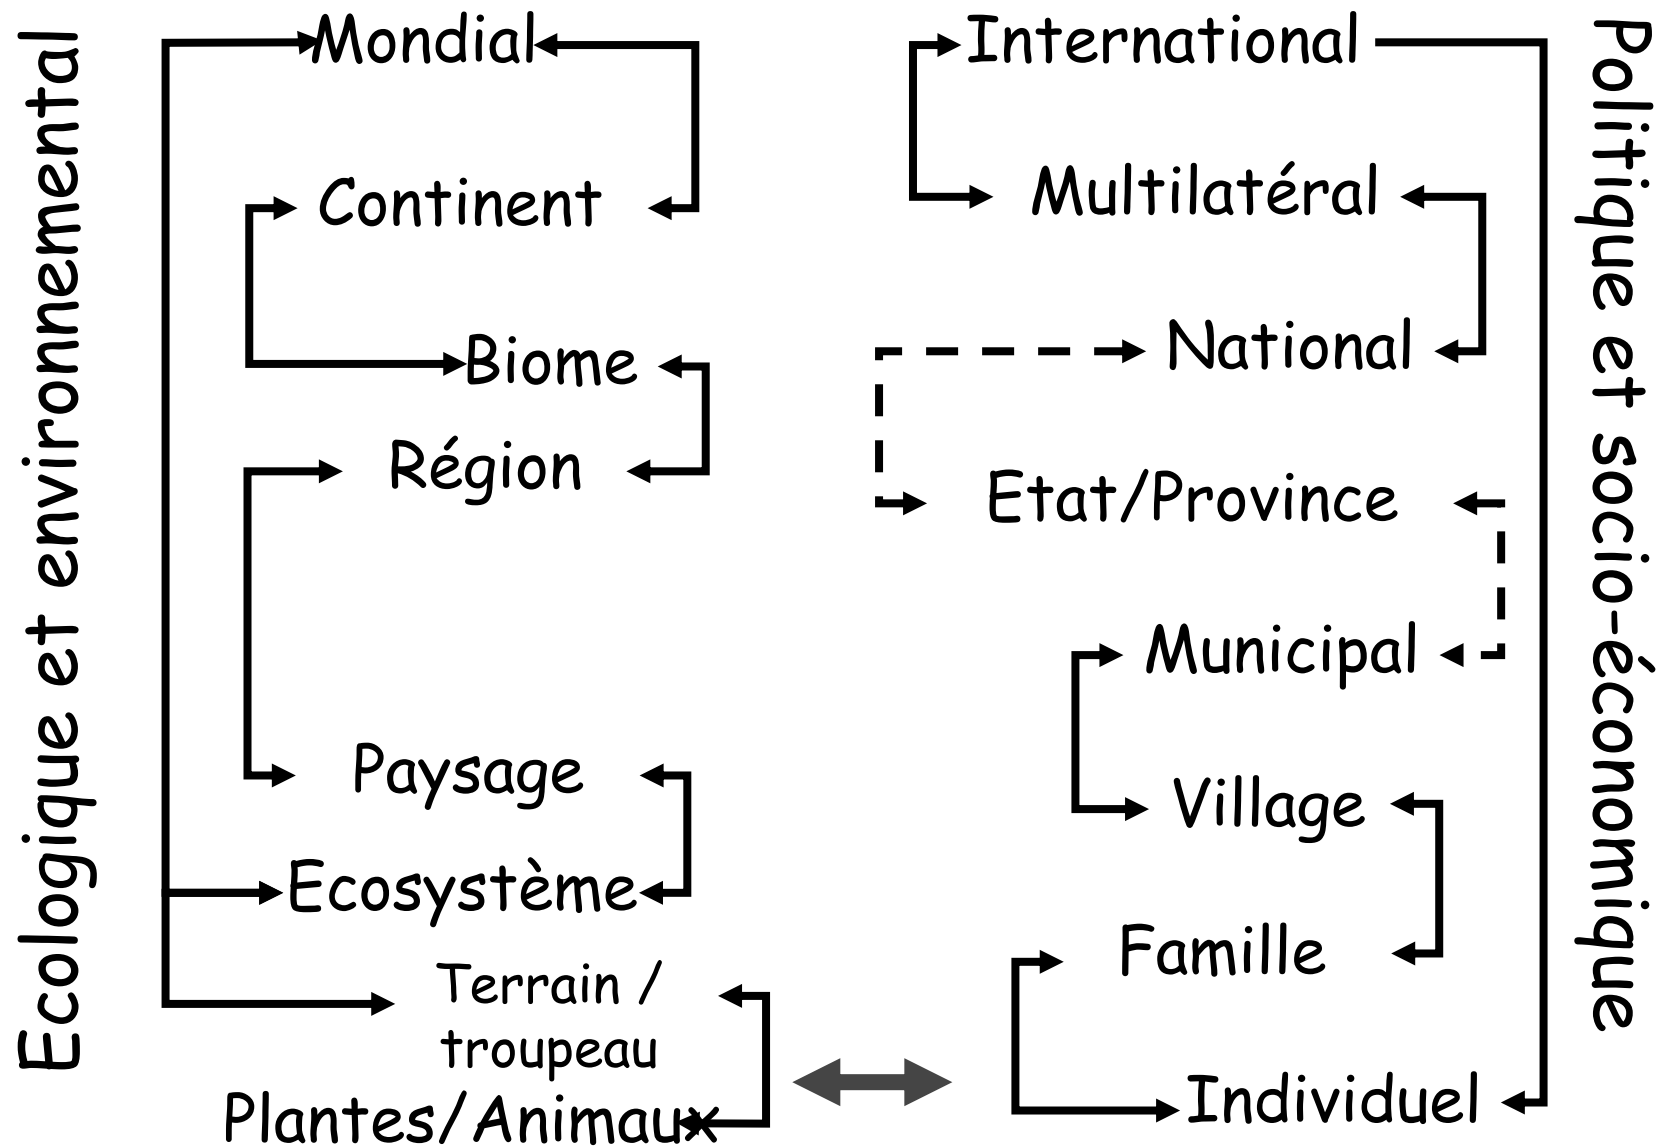 Ecologique et environnemental
Mondial
Continent
Biome
Région
Paysage
Ecosystème
Terrain /
troupeau
Plantes/Animaux
International
Multilatéral
National
Etat/Province
Municipal
Village
Famille
Individuel
Politique et socio-économique